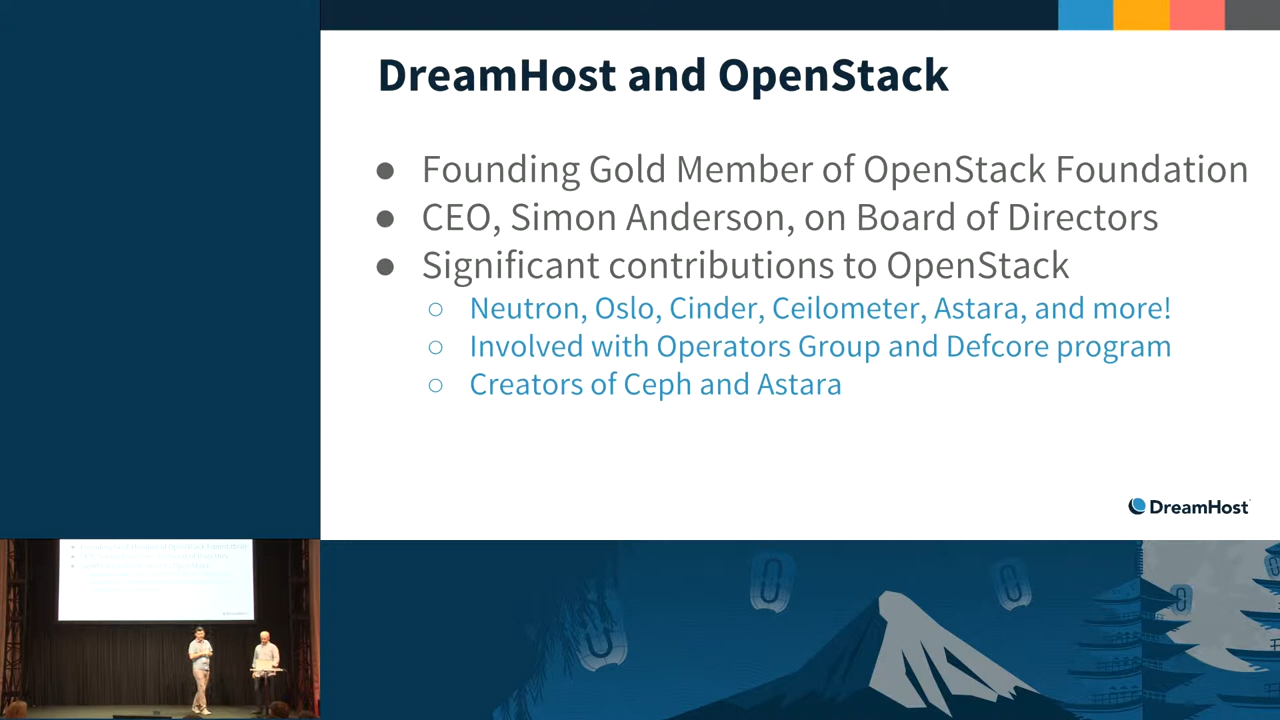 DreamHost and OpenStack
● Founding Gold Member of OpenStack Foundation
● CEO, Simon Anderson, on Board of Directors
● Significant contributions to OpenStack
○ Neutron, Oslo, Cinder, Ceilometer, Astara, and more!
○ Involved with Operators Group and Defcore program
○ Creators of Ceph and Astara
DreamHost